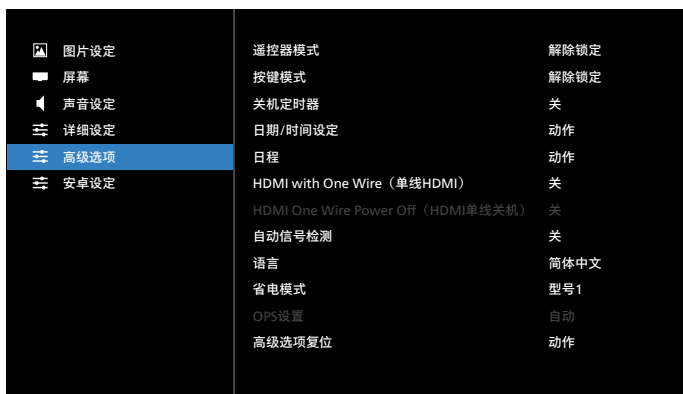 图片设定
屏幕
声音设定
详细设定
高级选项
安卓设定
遥控器模式 解除锁定
按键模式 解除锁定
关机定时器 关
日期/时间设定 动作
日程 动作
HDMI with One Wire（单线HDMI） 关
HDMI One Wire Power Off（HDMI单线关机） 关
自动信号检测 关
语言 简体中文
省电模式 型号1
OPS设置 自动
高级选项复位 动作